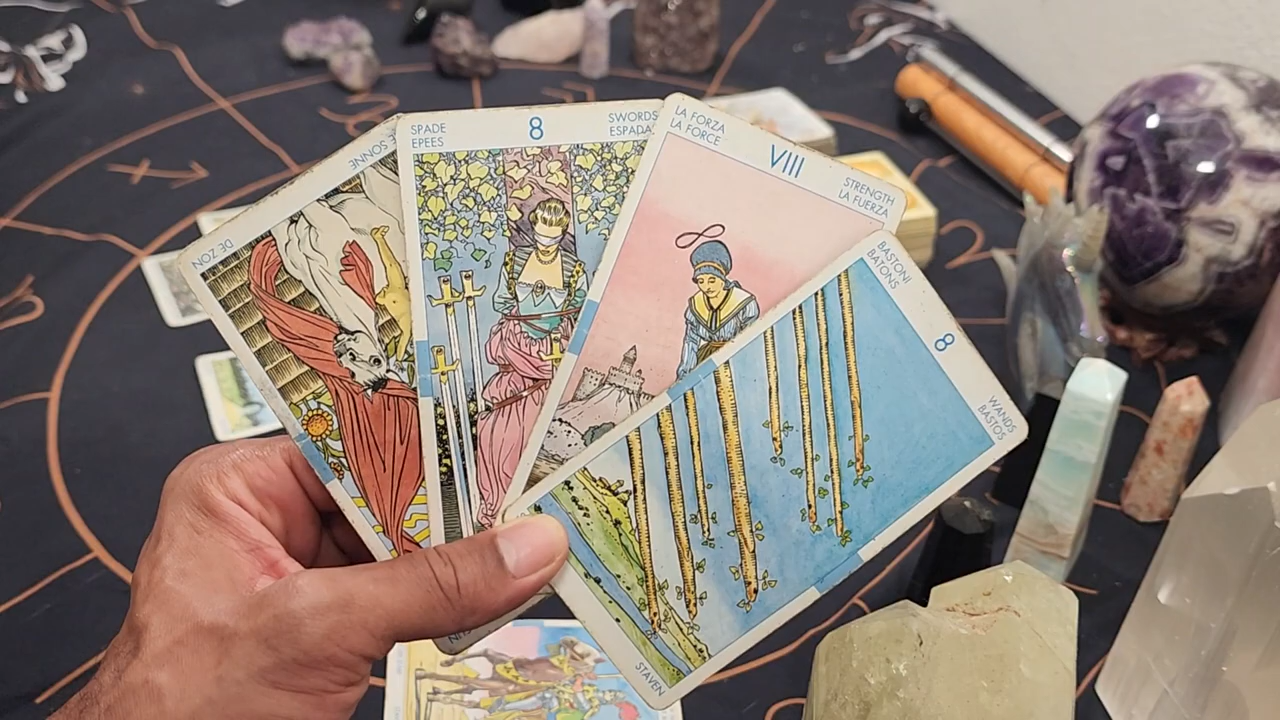 DE ZON
SONNE
SPADE
EPEES
8
SWORDS
ESPADA
LA FORZA
LA FORCE
VIII
STRENGTH
LA FUERZA
BASTONI
BATONS
8
WANDS
BASTOS
STAVEN